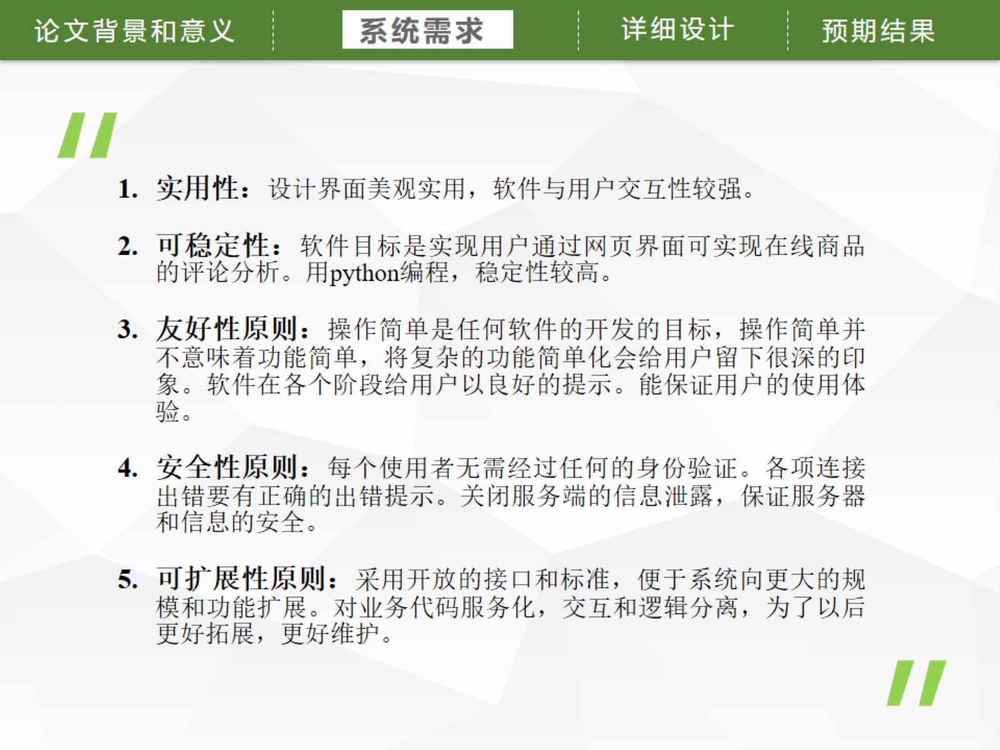 论文背景和意义
系统需求
详细设计
预期结果
1. 实用性：设计界面美观实用，软件与用户交互性较强。
2. 可稳定性：软件目标是实现用户通过网页界面可实现在线商品
的评论分析。用python编程，稳定性较高。
3. 友好性原则：操作简单是任何软件的开发的目标，操作简单并
不意味着功能简单，将复杂的功能简单化会给用户留下很深的印
象。软件在各个阶段给用户以良好的提示。能保证用户的使用体
验。
4. 安全性原则：每个使用者无需经过任何的身份验证。各项连接
出错要有正确的出错提示。关闭服务端的信息泄露，保证服务器
和信息的安全。
5. 可扩展性原则：采用开放的接口和标准，便于系统向更大的规
模和功能扩展。对业务代码服务化，交互和逻辑分离，为了以后
更好拓展，更好维护。